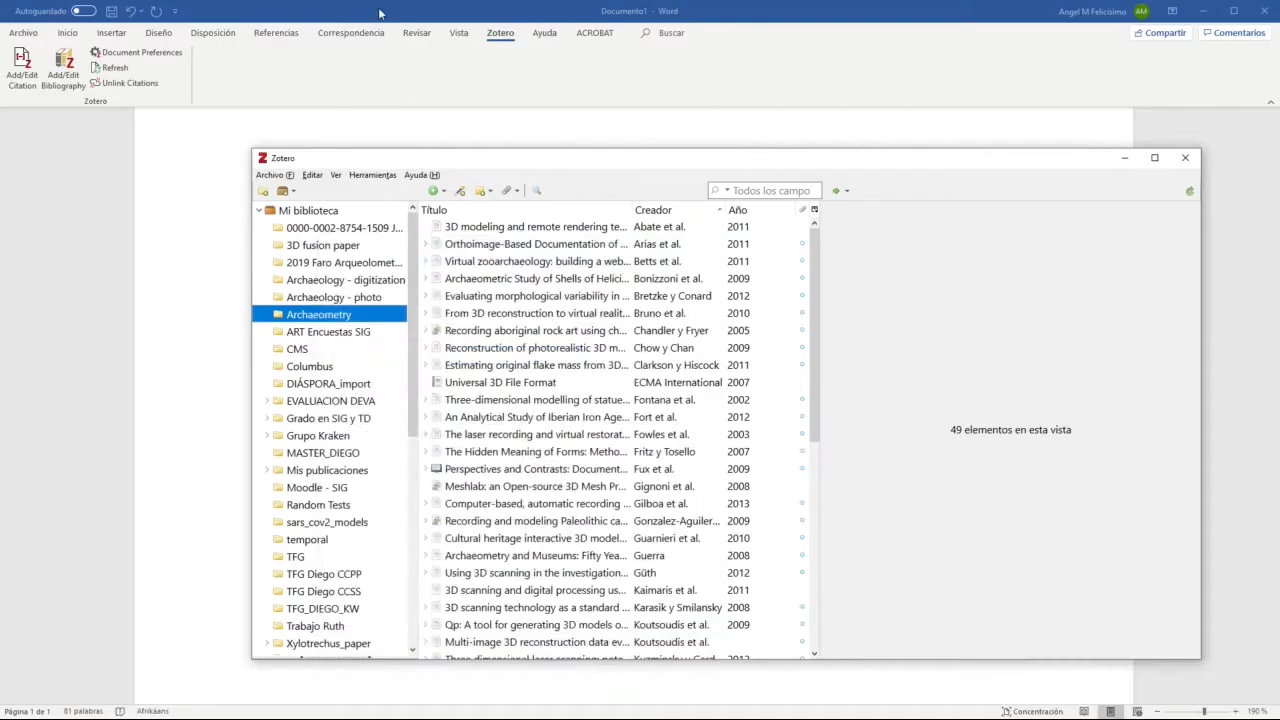 Autoguardado
Documento1 - Word
Angel M Felicísimo AM
Archivo Inicio Insertar Diseño Disposición Referencias Correspondencia Revisar Vista Zotero Ayuda ACROBAT Buscar Compartir Comentarios
Add/Edit Citation
Add/Edit Bibliography
Document Preferences
Refresh
Unlink Citations
Zotero
Zotero
Archivo (F) Editar Ver Herramientas Ayuda (H)
Todos los campo
Mi biblioteca
0000-0002-8754-1509 J...
3D fusion paper
2019 Faro Arqueolomet...
Archaeology - digitization
Archaeology - photo
Archaeometry
ART Encuestas SIG
CMS
Columbus
DIÁSPORA_import
EVALUACION DEVA
Grado en SIG y TD
Grupo Kraken
MASTER_DIEGO
Mis publicaciones
Moodle - SIG
Random Tests
sars_cov2_models
temporal
TFG
TFG Diego CCPP
TFG Diego CCSS
TFG_DIEGO_KW
Trabajo Ruth
Xylotrechus_paper
Título Creador Año
3D modeling and remote rendering te... Abate et al. 2011
Orthoimage-Based Documentation of ... Arias et al. 2011
Virtual zooarchaeology: building a web... Betts et al. 2011
Archaeometric Study of Shells of Helici... Bonizzoni et al. 2009
Evaluating morphological variability in ... Bretzke y Conard 2012
From 3D reconstruction to virtual realit... Bruno et al. 2010
Recording aboriginal rock art using ch... Chandler y Fryer 2005
Reconstruction of photorealistic 3D m... Chow y Chan 2009
Estimating original flake mass from 3D... Clarkson y Hiscock 2011
Universal 3D File Format ECMA International 2007
Three-dimensional modelling of statue... Fontana et al. 2002
An Analytical Study of Iberian Iron Age... Fort et al. 2012
The laser recording and virtual restorat... Fowles et al. 2003
The Hidden Meaning of Forms: Metho... Fritz y Tosello 2007
Perspectives and Contrasts: Document... Fux et al. 2009
Meshlab: an Open-source 3D Mesh Pr... Gignoni et al. 2008
Computer-based, automatic recording ... Gilboa et al. 2013
Recording and modeling Paleolithic ca... Gonzalez-Aguiler... 2009
Cultural heritage interactive 3D model... Guarnieri et al. 2010
Archaeometry and Museums: Fifty Yea... Guerra 2008
Using 3D scanning in the investigation... Güth 2012
3D scanning and digital processing us... Kaimaris et al. 2011
3D scanning technology as a standard ... Karasik y Smilansky 2008
Qp: A tool for generating 3D models o... Koutsoudis et al. 2009
Multi-image 3D reconstruction data ev... Koutsoudis et al.
49 elementos en esta vista
Página 1 de 1 81 palabras Afrikáans Concentración 190 %